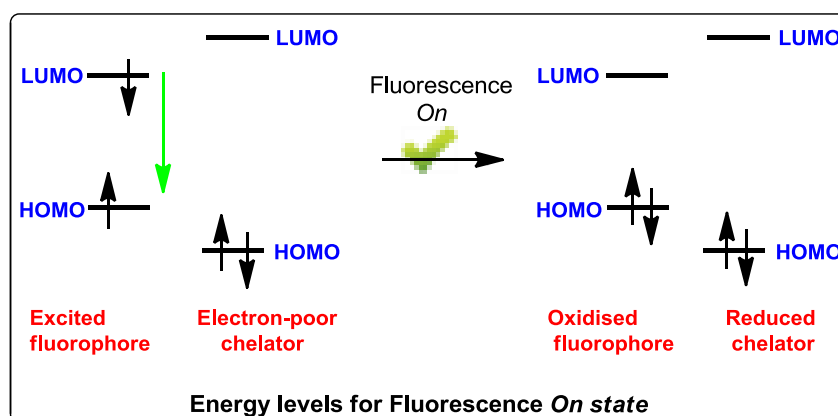 LUMO
LUMO
HOMO
HOMO
Excited
fluorophore
Electron-poor
chelator
Fluorescence
On
LUMO
LUMO
HOMO
HOMO
Oxidised
fluorophore
Reduced
chelator
Energy levels for Fluorescence On state